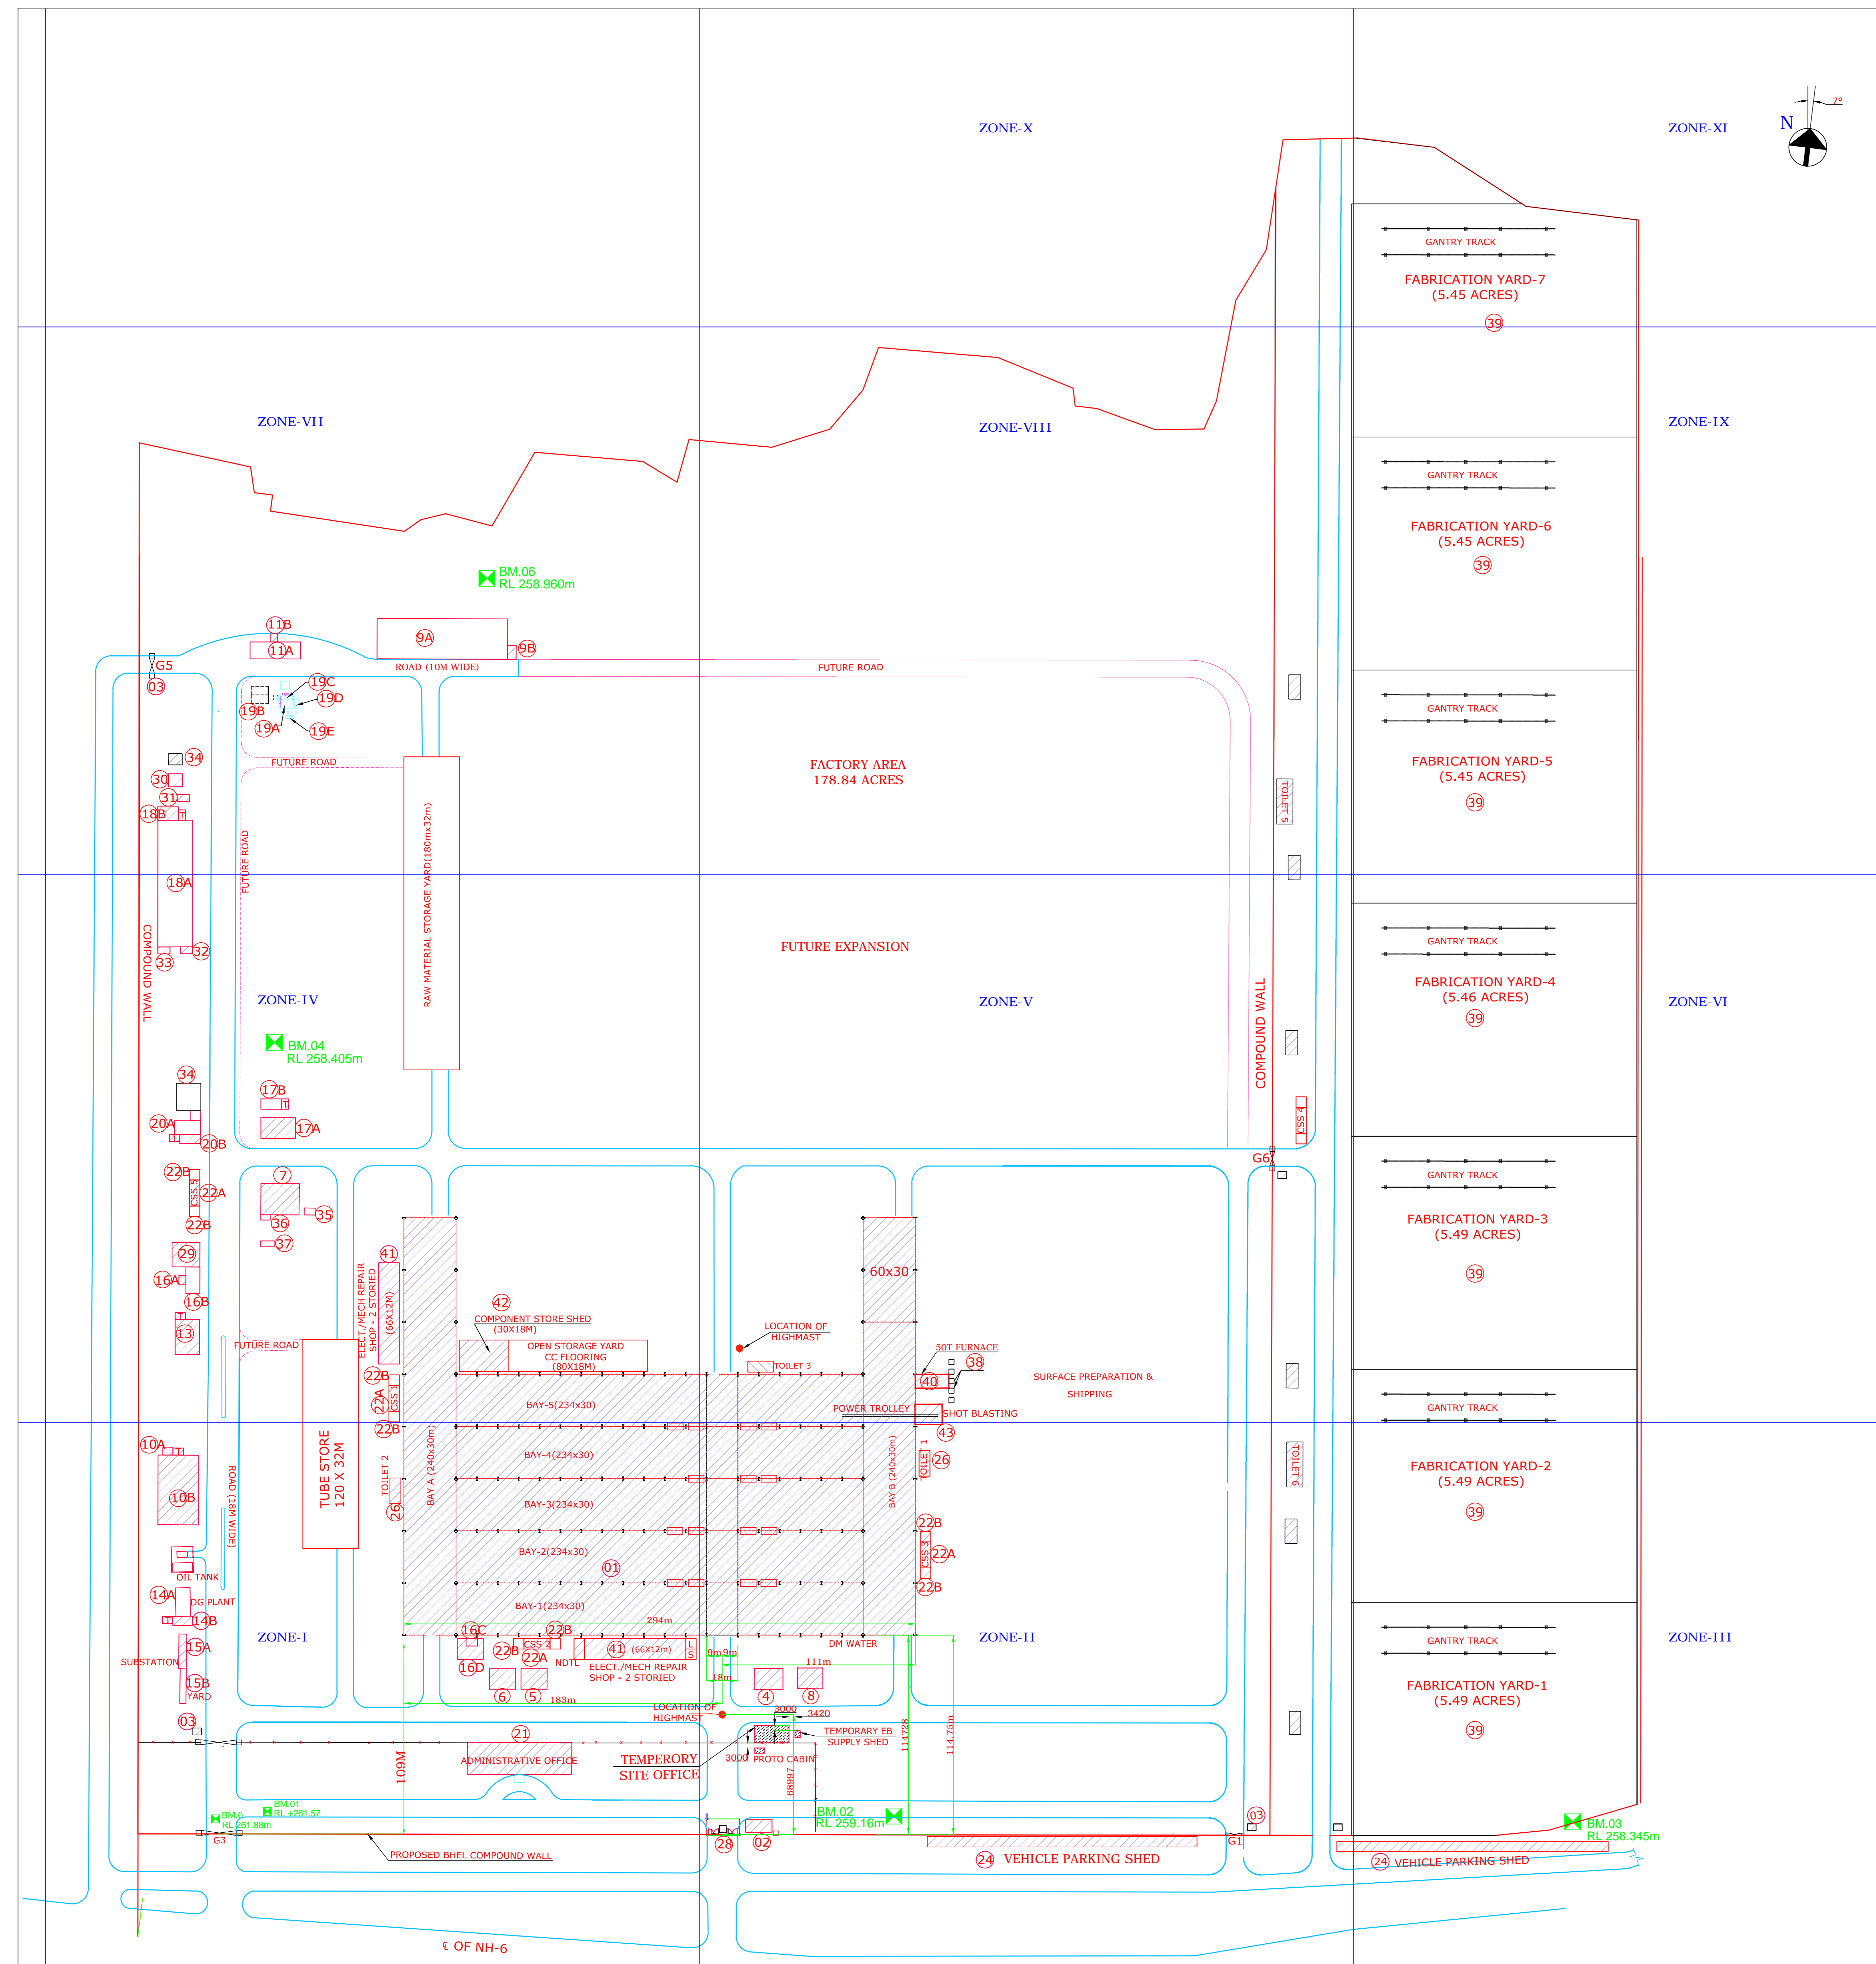 ZONE-X
ZONE-XI
N
7°
GANTRY TRACK
FABRICATION YARD-7
(5.45 ACRES)
39
ZONE-VII
ZONE-VIII
ZONE-IX
GANTRY TRACK
FABRICATION YARD-6
(5.45 ACRES)
39
BM.06
RL 258.960m
11B
11A
9A
9B
G5
03
ROAD (10M WIDE)
FUTURE ROAD
19C
19D
19B
19A
19E
GANTRY TRACK
FABRICATION YARD-5
(5.45 ACRES)
39
34
30
31
18B
T
FUTURE ROAD
FACTORY AREA
178.84 ACRES
TOILET 5
FUTURE ROAD
RAW MATERIAL STORAGE YARD(180mx32m)
18A
COMPOUND WALL
32
33
FUTURE EXPANSION
GANTRY TRACK
FABRICATION YARD-4
(5.46 ACRES)
39
ZONE-IV
ZONE-V
ZONE-VI
COMPOUND WALL
BM.04
RL 258.405m
34
17B
T
20A
17A
T
20B
CSS 4
G6
22B
7
CSS 5
22A
22B
36
35
37
GANTRY TRACK
FABRICATION YARD-3
(5.49 ACRES)
39
29
16A
16B
T
13
41
ELECT./MECH REPAIR
SHOP - 2 STORIED
(66X12M)
60x30
42
COMPONENT STORE SHED
(30X18M)
LOCATION OF
HIGHMAST
FUTURE ROAD
OPEN STORAGE YARD
CC FLOORING
(80X18M)
TOILET 3
50T FURNACE
38
40
SURFACE PREPARATION &
SHIPPING
22B
22A
CSS 1
22B
BAY-5(234x30)
POWER TROLLEY
SHOT BLASTING
43
GANTRY TRACK
FABRICATION YARD-2
(5.49 ACRES)
39
10A
T
10B
ROAD (18M WIDE)
TUBE STORE
120 X 32M
TOILET 2
26
BAY A (240x30m)
BAY-4(234x30)
BAY-3(234x30)
BAY B (240x30m)
TOILET 1
26
TOILET 6
BAY-2(234x30)
01
22B
CSS 3
22A
22B
OIL TANK
14A
DG PLANT
T
14B
BAY-1(234x30)
294m
ZONE-I
ZONE-II
ZONE-III
15A
SUBSTATION
15B
YARD
16C
16D
22B
CSS 2
22B
22A
NDTL
41
(66X12m)
L
S
ELECT./MECH REPAIR
SHOP - 2 STORIED
9m
9m
18m
DM WATER
111m
6
5
4
8
183m
GANTRY TRACK
FABRICATION YARD-1
(5.49 ACRES)
39
LOCATION OF
HIGHMAST
3000
3420
03
21
ADMINISTRATIVE OFFICE
109M
TEMPERORY
SITE OFFICE
3000
PROTO CABIN
TEMPORARY EB
SUPPLY SHED
68997
114728
114.75m
BM.0
RL 261.88m
BM.01
RL +261.57
G3
28
02
BM.02
RL 259.16m
03
G1
BM.03
RL 258.345m
PROPOSED BHEL COMPOUND WALL
24
VEHICLE PARKING SHED
24
VEHICLE PARKING SHED
℄ OF NH-6